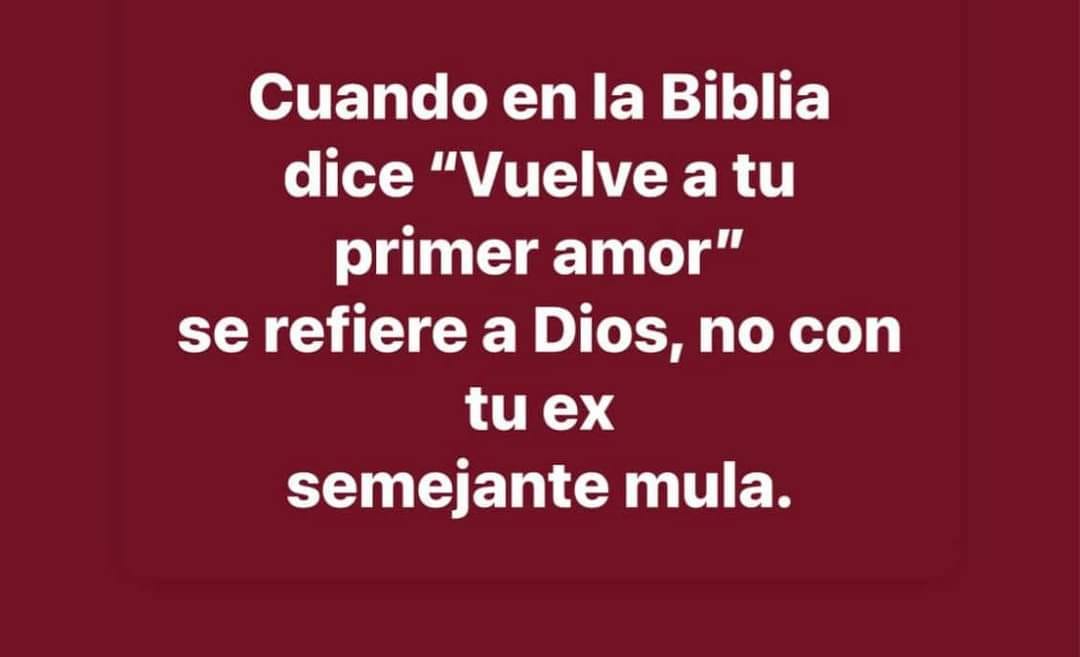 Cuando en la Biblia
dice “Vuelve a tu
primer amor”
se refiere a Dios, no con
tu ex
semejante mula.